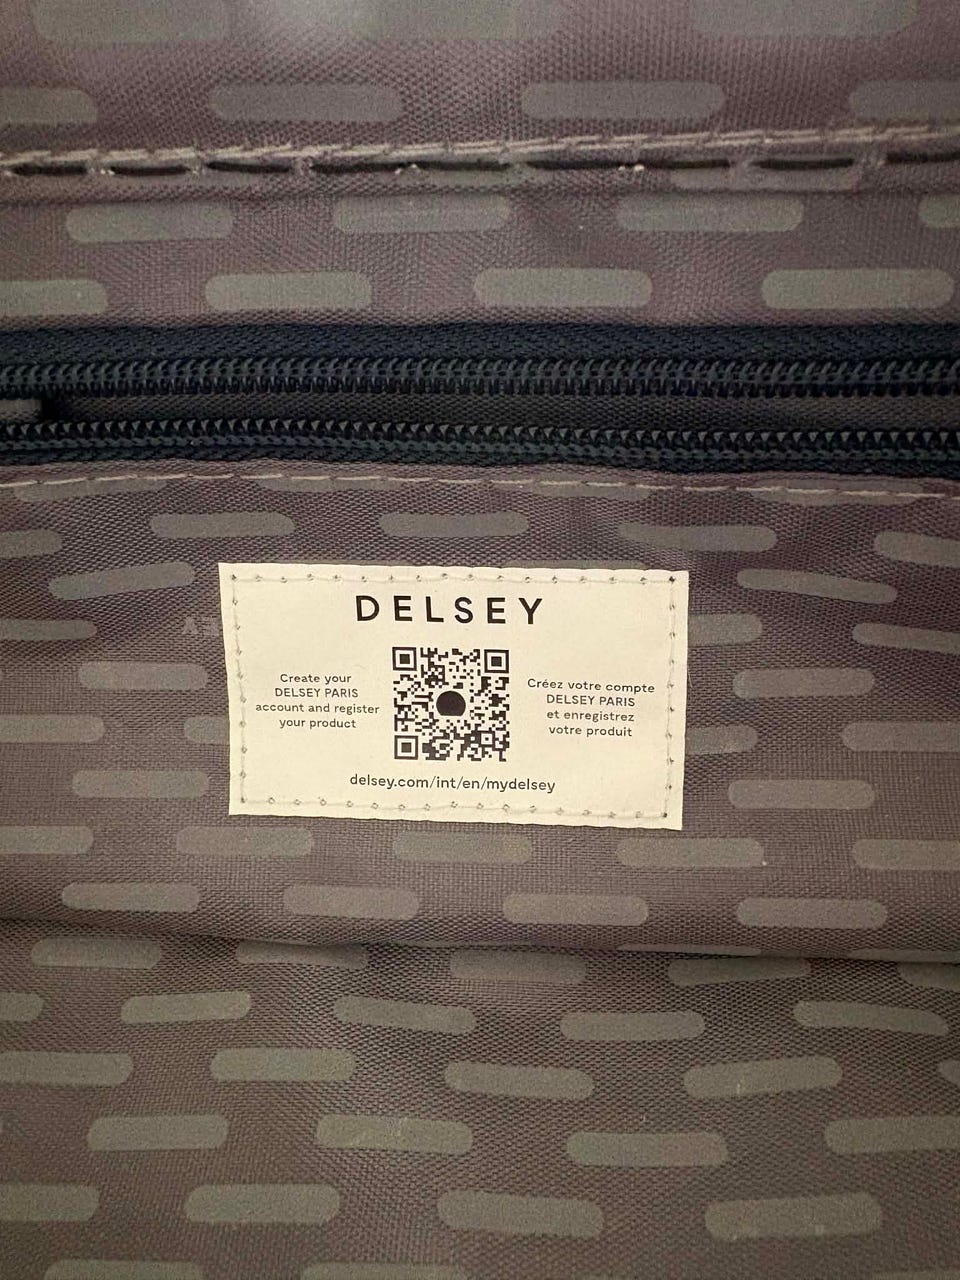 DELSEY
Create your
DELSEY PARIS
account and register
your product
Créez votre compte
DELSEY PARIS
et enregistrez
votre produit
delsey.com/int/en/mydelsey